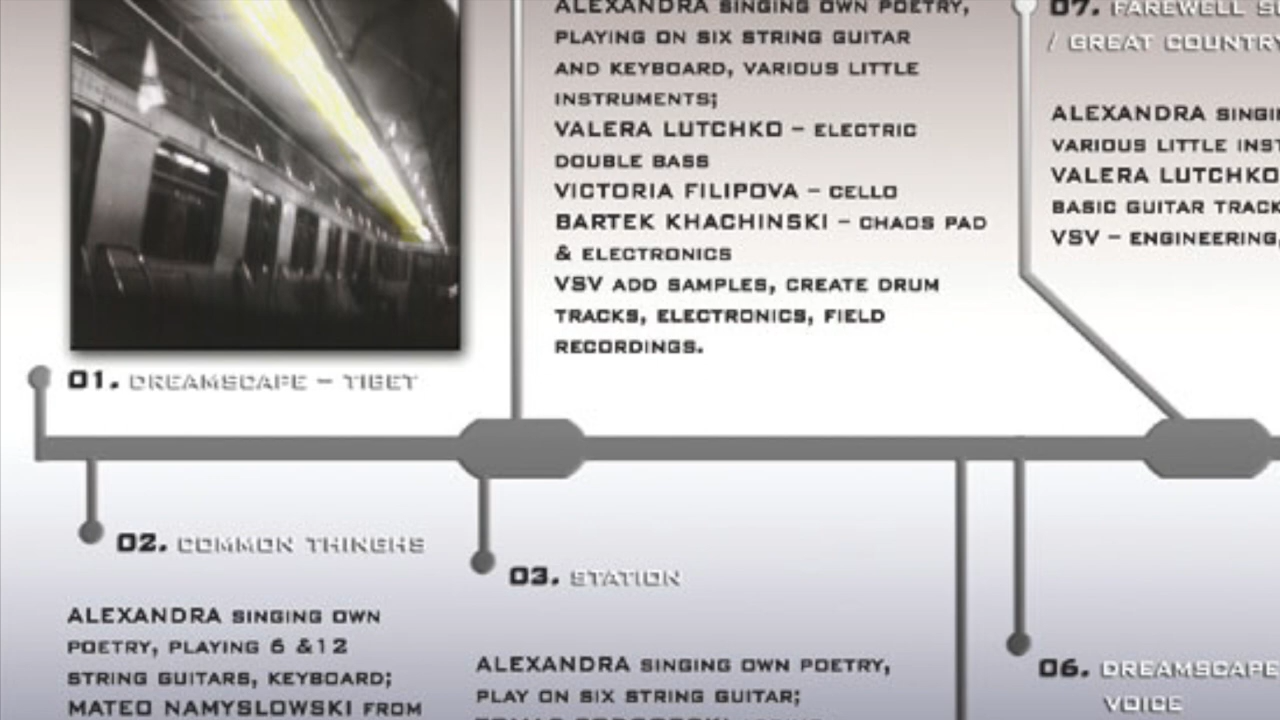 ALEXANDRA SINGING OWN POETRY,
PLAYING ON SIX STRING GUITAR
AND KEYBOARD, VARIOUS LITTLE
INSTRUMENTS;
VALERA LUTCHKO – ELECTRIC
DOUBLE BASS
VICTORIA FILIPOVA – CELLO
BARTEK KHACHINSKI – CHAOS PAD
& ELECTRONICS
VSV ADD SAMPLES, CREATE DRUM
TRACKS, ELECTRONICS, FIELD
RECORDINGS.
07. FAREWELL
/ GREAT COUNTRY
ALEXANDRA
VARIOUS LITTLE
VALERA LUTCHKO
BASIC GUITAR TRACK
VSV – ENGINEERING,
01. DREAMSCAPE – TIBET
02. COMMON THINGHS
ALEXANDRA SINGING OWN
POETRY, PLAYING 6 &12
STRING GUITARS, KEYBOARD;
MATEO NAMYSLOWSKI FROM
03. STATION
ALEXANDRA SINGING OWN POETRY,
PLAY ON SIX STRING GUITAR;
06. DREAMSCAPE
VOICE